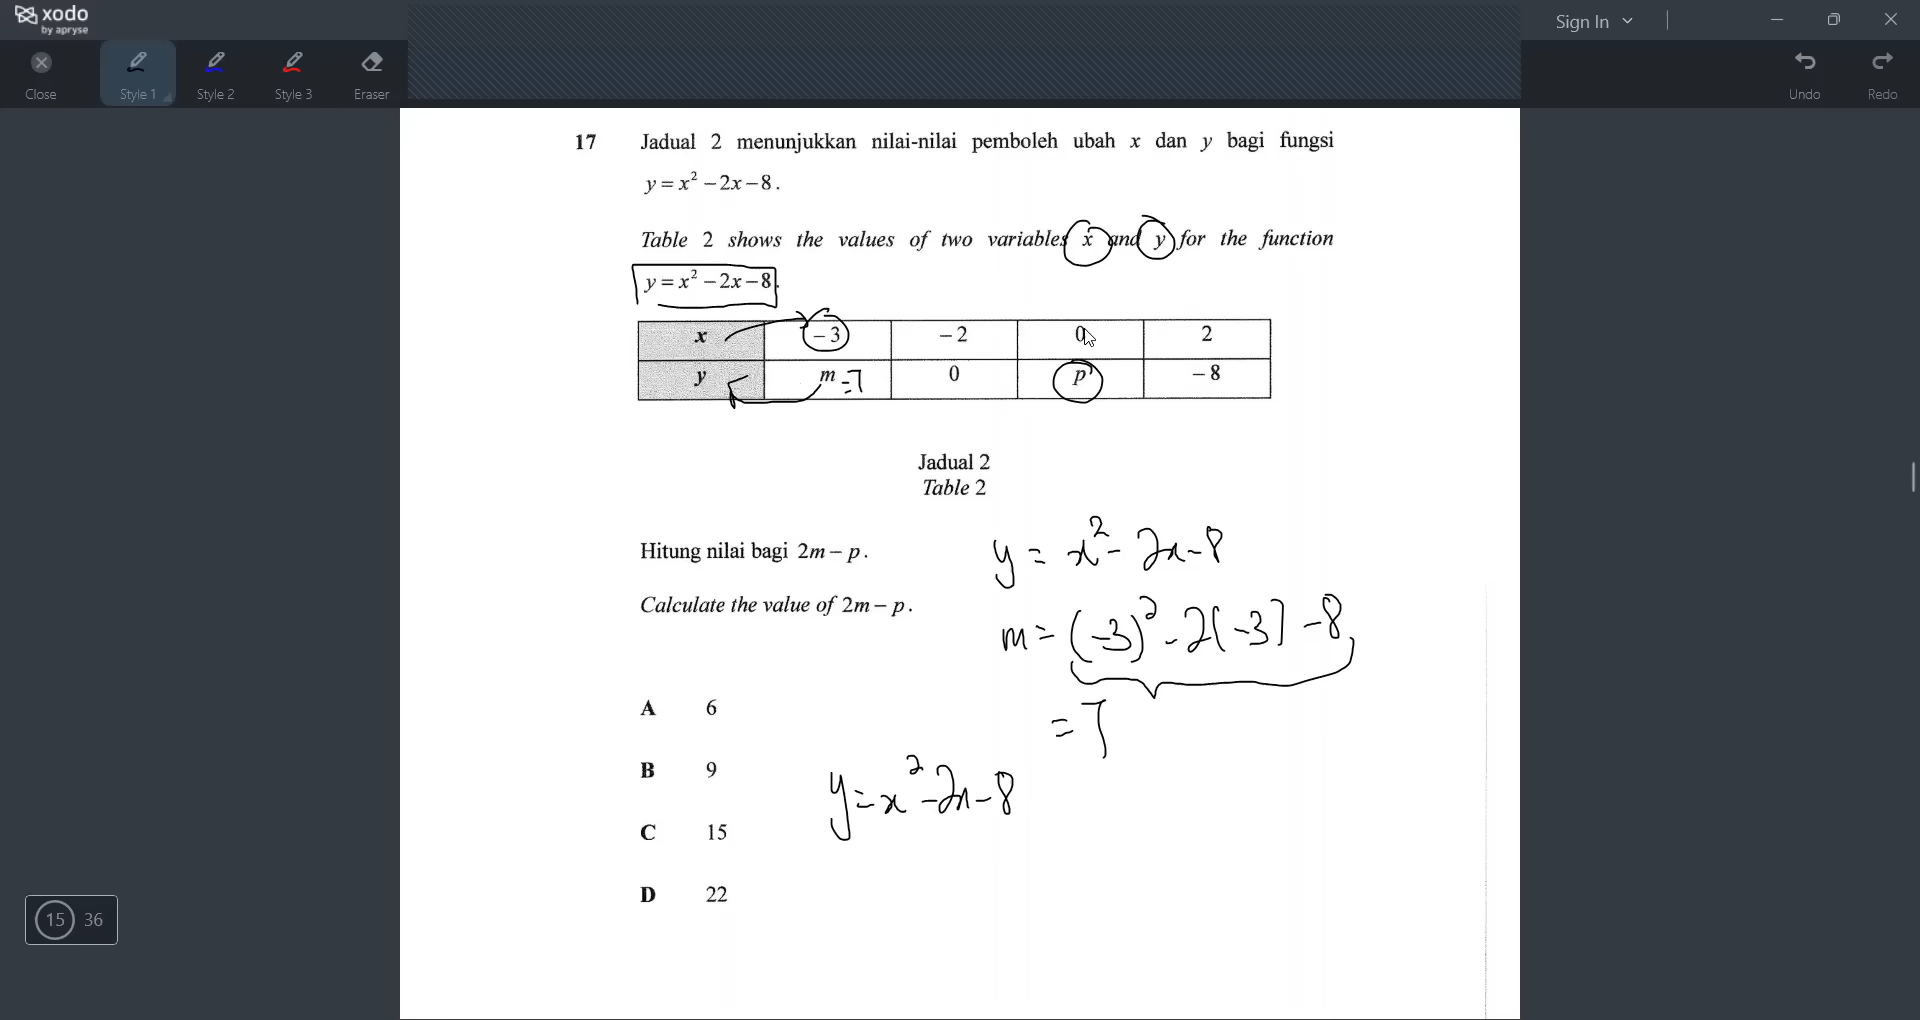 xodo
by apryse
Sign In
Close
Style 1
Style 2
Style 3
Eraser
Undo
Redo
17 Jadual 2 menunjukkan nilai-nilai pemboleh ubah x dan y bagi fungsi
y = x² − 2x − 8.
Table 2 shows the values of two variables x and y for the function
y = x² − 2x − 8.
x −3 −2 0 2
y m =7 0 p −8
Jadual 2
Table 2
Hitung nilai bagi 2m − p.
Calculate the value of 2m − p.
y = x² − 2x − 8
m = (−3)² − 2(−3) − 8
= 7
A 6
B 9
C 15
D 22
y = x² − 2x − 8
15 36